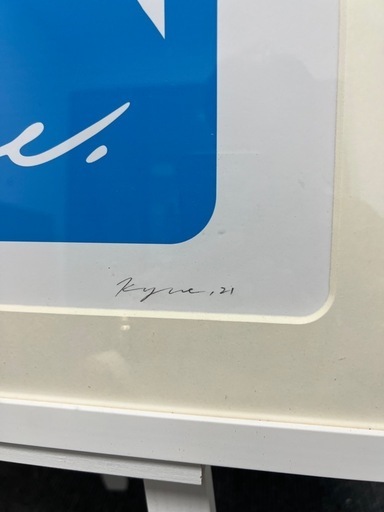 e.
Kyne, 21